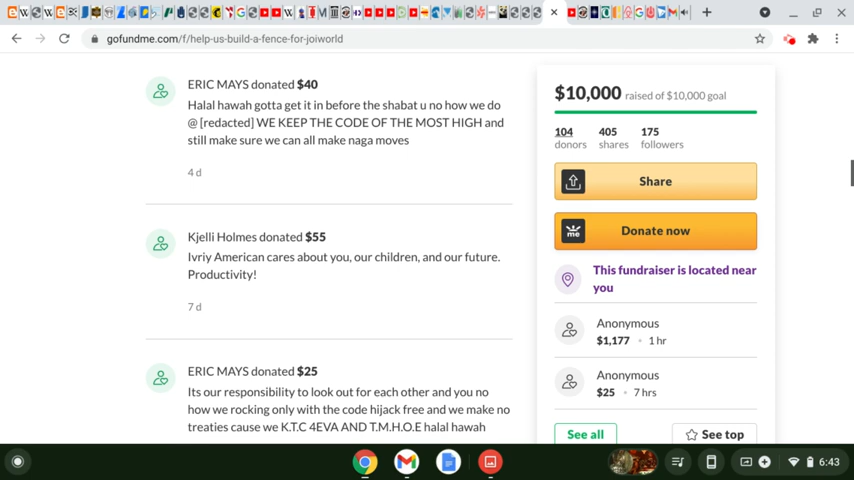 gofundme.com/f/help-us-build-a-fence-for-joiworld
ERIC MAYS donated $40
Halal hawah gotta get it in before the shabat u no how we do
@ [redacted] WE KEEP THE CODE OF THE MOST HIGH and
still make sure we can all make naga moves
4 d
Kjelli Holmes donated $55
Ivriy American cares about you, our children, and our future.
Productivity!
7 d
ERIC MAYS donated $25
Its our responsibility to look out for each other and you no
how we rocking only with the code hijack free and we make no
treaties cause we K.T.C 4EVA AND T.M.H.O.E halal hawah
$10,000 raised of $10,000 goal
104 405 175
donors shares followers
Share
me
Donate now
This fundraiser is located near
you
Anonymous
$1,177 • 1 hr
Anonymous
$25 • 7 hrs
See all
See top
6:43